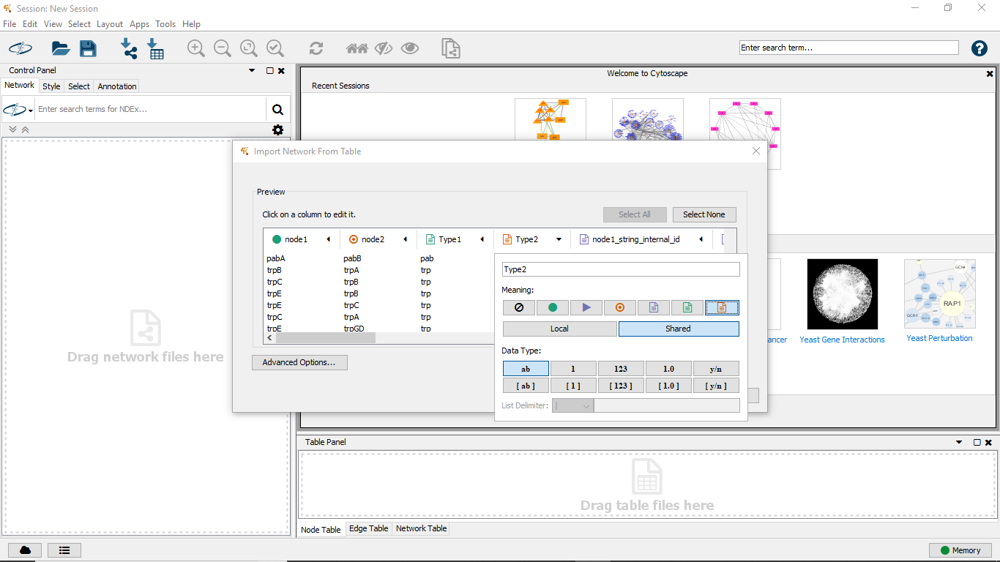 Session: New Session
File Edit View Select Layout Apps Tools Help
Enter search term...
?
Control Panel
Network Style Select Annotation
Enter search terms for NDEx...
Drag network files here
Welcome to Cytoscape
Recent Sessions
Import Network From Table
Preview
Click on a column to edit it.
Select All
Select None
node1 node2 Type1 Type2 node1_string_internal_id
pabA pabB pab
trpB trpA trp
trpC trpB trp
trpE trpB trp
trpE trpC trp
trpC trpA trp
trpE trpGD trp
Advanced Options...
Type2
Meaning:
Local Shared
Data Type:
ab 1 123 1.0 y/n
[ ab ] [ 1 ] [ 123 ] [ 1.0 ] [ y/n ]
List Delimiter: |
GCN4
RAP1
GCR1
ancer
Yeast Gene Interactions
Yeast Perturbation
Table Panel
Drag table files here
Node Table Edge Table Network Table
Memory